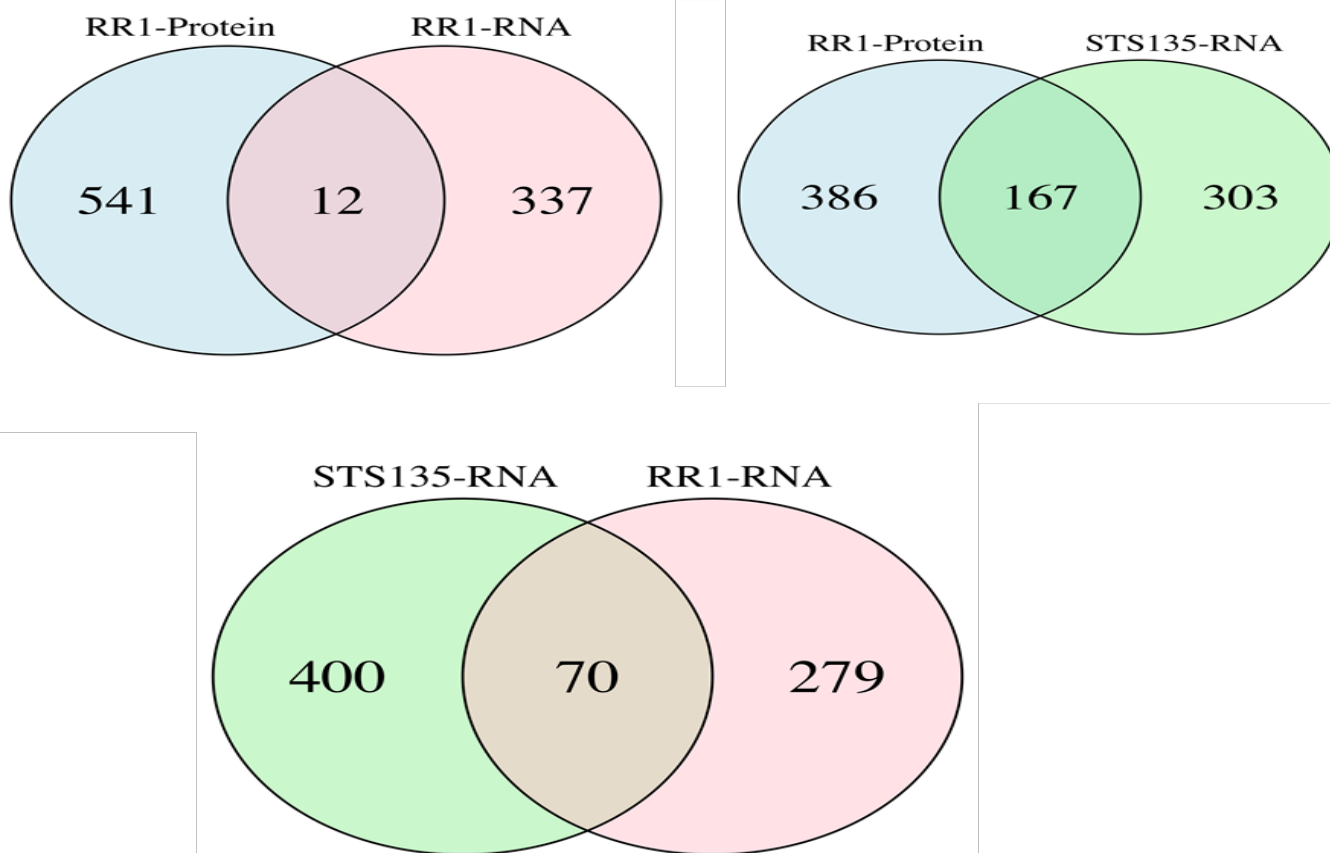 RR1-Protein RR1-RNA
541 12 337
RR1-Protein STS135-RNA
386 167 303
STS135-RNA RR1-RNA
400 70 279